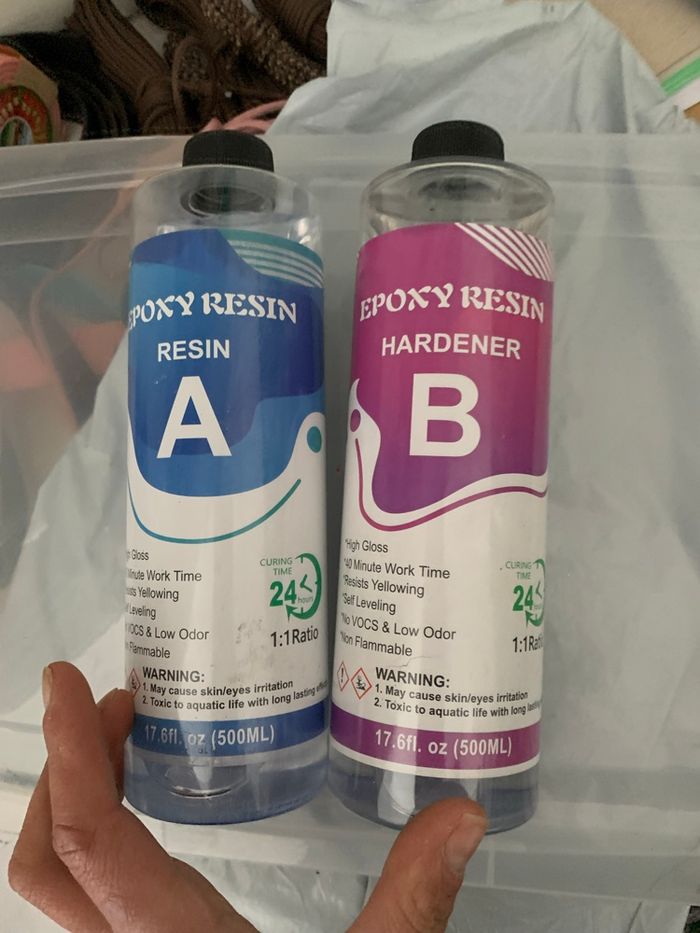 EPOXY RESIN
RESIN
A
Gloss
Minute Work Time
Yellowing
Leveling
VOCS & Low Odor
Flammable
CURING
TIME
24
hours
1:1Ratio
WARNING:
1. May cause skin/eyes irritation
2. Toxic to aquatic life with long lasting
17.6fl. oz (500ML)
EPOXY RESIN
HARDENER
B
*High Gloss
*40 Minute Work Time
*Resists Yellowing
*Self Leveling
*No VOCS & Low Odor
*Non Flammable
CURING
TIME
24
hours
1:1Ratio
WARNING:
1. May cause skin/eyes irritation
2. Toxic to aquatic life with long lasting
17.6fl. oz (500ML)